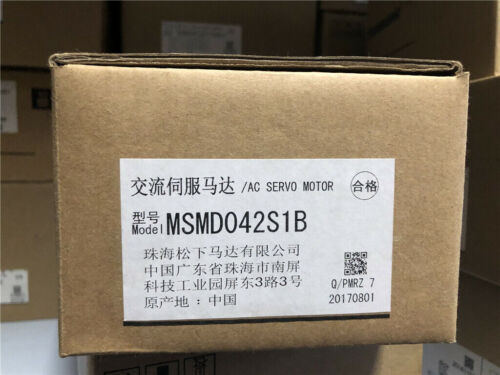 交流伺服马达 /AC SERVO MOTOR 合格
型号
Model MSMD042S1B
珠海松下马达有限公司
中国广东省珠海市南屏
科技工业园屏东3路3号
原产地：中国
Q/PMRZ 7
20170801